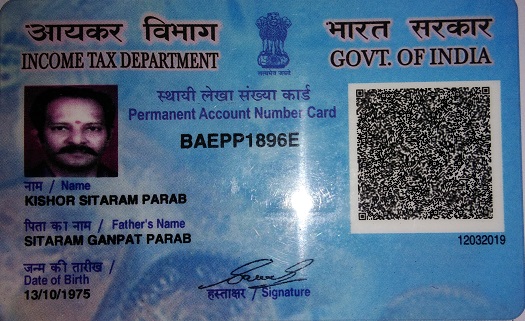 आयकर विभाग
INCOME TAX DEPARTMENT
भारत सरकार
GOVT. OF INDIA
सत्यमेव जयते
स्थायी लेखा संख्या कार्ड
Permanent Account Number Card
BAEPP1896E
नाम / Name
KISHOR SITARAM PARAB
पिता का नाम / Father's Name
SITARAM GANPAT PARAB
जन्म की तारीख /
Date of Birth
13/10/1975
हस्ताक्षर / Signature
12032019